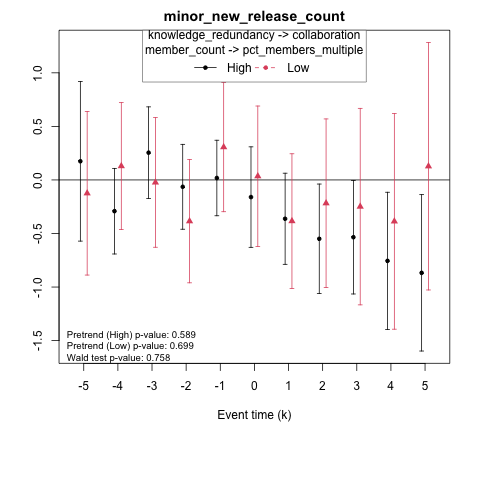 minor_new_release_count
knowledge_redundancy -> collaboration
member_count -> pct_members_multiple
High Low
1.0
0.5
0.0
-0.5
-1.0
-1.5
Pretrend (High) p-value: 0.589
Pretrend (Low) p-value: 0.699
Wald test p-value: 0.758
-5 -4 -3 -2 -1 0 1 2 3 4 5
Event time (k)